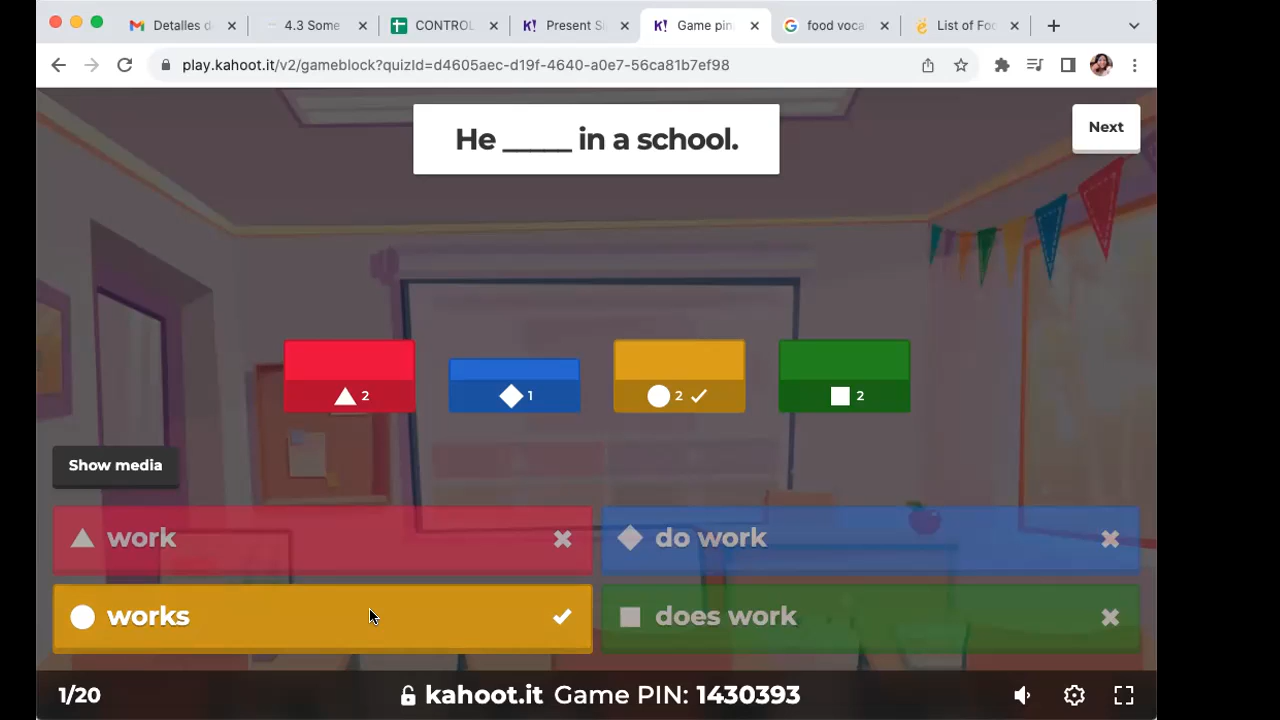 Detalles d
4.3 Some
CONTROL
K! Present Si
K! Game pin
food voca
List of Foo
play.kahoot.it/v2/gameblock?quizId=d4605aec-d19f-4640-a0e7-56ca81b7ef98
He _____ in a school.
Next
2
1
2
2
Show media
work
do work
works
does work
1/20
kahoot.it Game PIN: 1430393